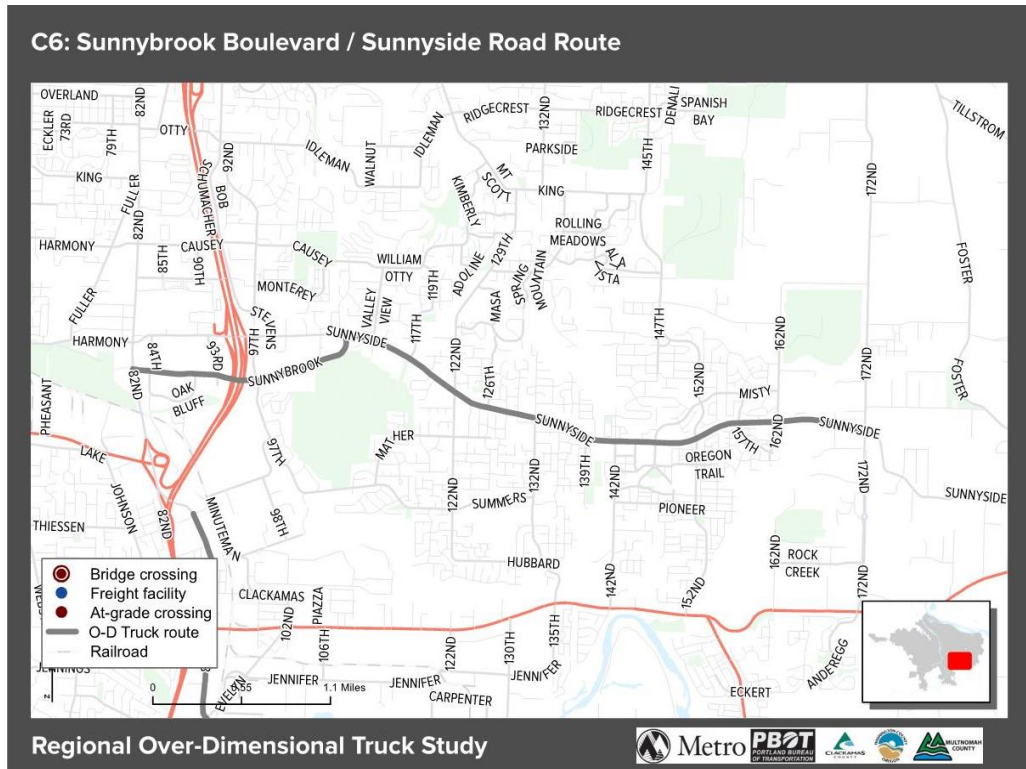 C6: Sunnybrook Boulevard / Sunnyside Road Route
OVERLAND
82ND
ECKLER
73RD
79TH
OTTY
92ND
IDLEMAN
WALNUT
IDLEMAN
RIDGECREST
132ND
RIDGECREST
DENALI
SPANISH
BAY
TILLSTROM
PARKSIDE
145TH
KING
FULLER
SCHUMACHER
BOB
KIMBERLY
MT
SCOTT
KING
172ND
82ND
ROLLING
MEADOWS
ALTA
VISTA
HARMONY
85TH
CAUSEY
90TH
CAUSEY
WILLIAM
OTTY
119TH
ADOLINE
129TH
SPRING
MOUNTAIN
MASA
FOSTER
FULLER
MONTEREY
STEVENS
VALLEY
VIEW
117TH
147TH
162ND
HARMONY
84TH
93RD
97TH
SUNNYSIDE
122ND
172ND
82ND
OAK
BLUFF
SUNNYBROOK
126TH
152ND
MISTY
FOSTER
PHEASANT
SUNNYSIDE
157TH
162ND
SUNNYSIDE
LAKE
97TH
MATHER
139TH
142ND
OREGON
TRAIL
JOHNSON
82ND
MINUTEMAN
98TH
122ND
SUMMERS
132ND
PIONEER
172ND
SUNNYSIDE
THIESSEN
HUBBARD
142ND
152ND
162ND
ROCK
CREEK
172ND
Bridge crossing
Freight facility
At-grade crossing
O-D Truck route
Railroad
CLACKAMAS
102ND
PIAZZA
106TH
122ND
130TH
135TH
JENNIFER
JENNINGS
EVELYN
JENNIFER
JENNIFER
CARPENTER
ECKERT
ANDEREGG
z
0
1.1 Miles
Regional Over-Dimensional Truck Study
Metro
PBOT
PORTLAND BUREAU
OF TRANSPORTATION
CLACKAMAS
COUNTY
MULTNOMAH
COUNTY